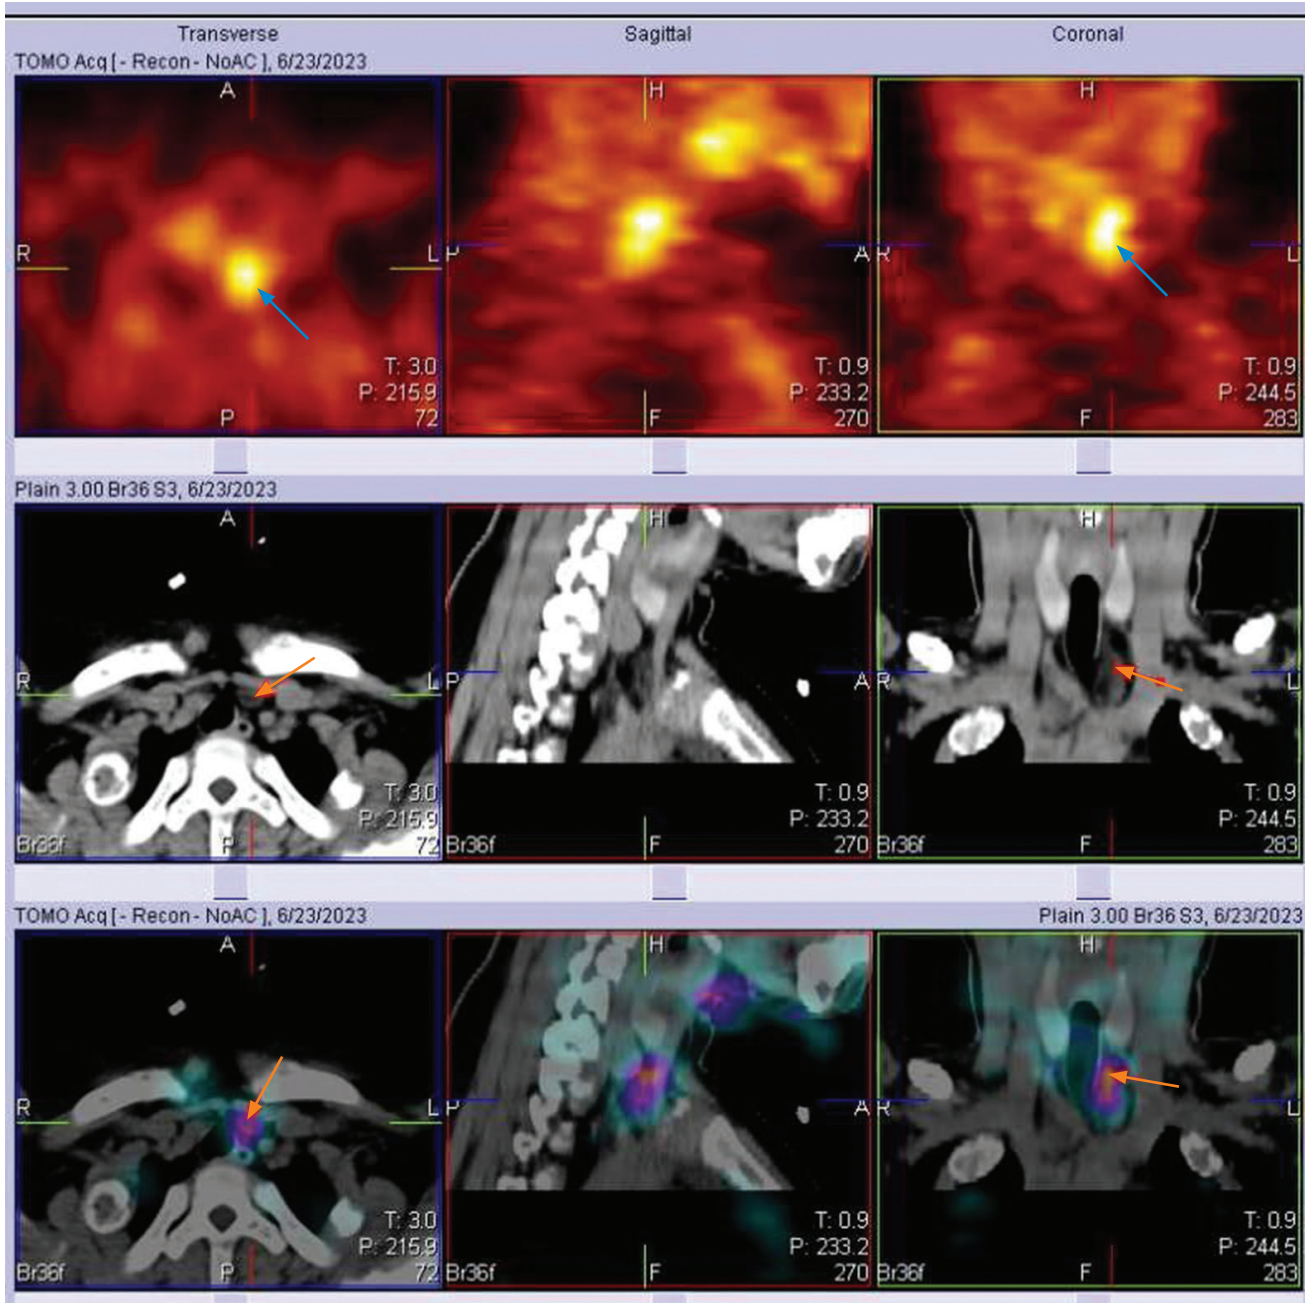 Transverse Sagittal Coronal
TOMO Acq [ - Recon - NoAC ], 6/23/2023
A H H
R L P A R L
T: 3.0 T: 0.9 T: 0.9
P: 215.9 P: 233.2 P: 244.5
P 72 F 270 F 283
Plain 3.00 Br36 S3, 6/23/2023
A H H
R L P A R L
T: 3.0 T: 0.9 T: 0.9
P: 215.9 P: 233.2 P: 244.5
Br36f P 72 Br36f F 270 Br36f F 283
TOMO Acq [ - Recon - NoAC ], 6/23/2023 Plain 3.00 Br36 S3, 6/23/2023
A H H
R L P A R L
T: 3.0 T: 0.9 T: 0.9
P: 215.9 P: 233.2 P: 244.5
Br36f P 72 Br36f F 270 Br36f F 283